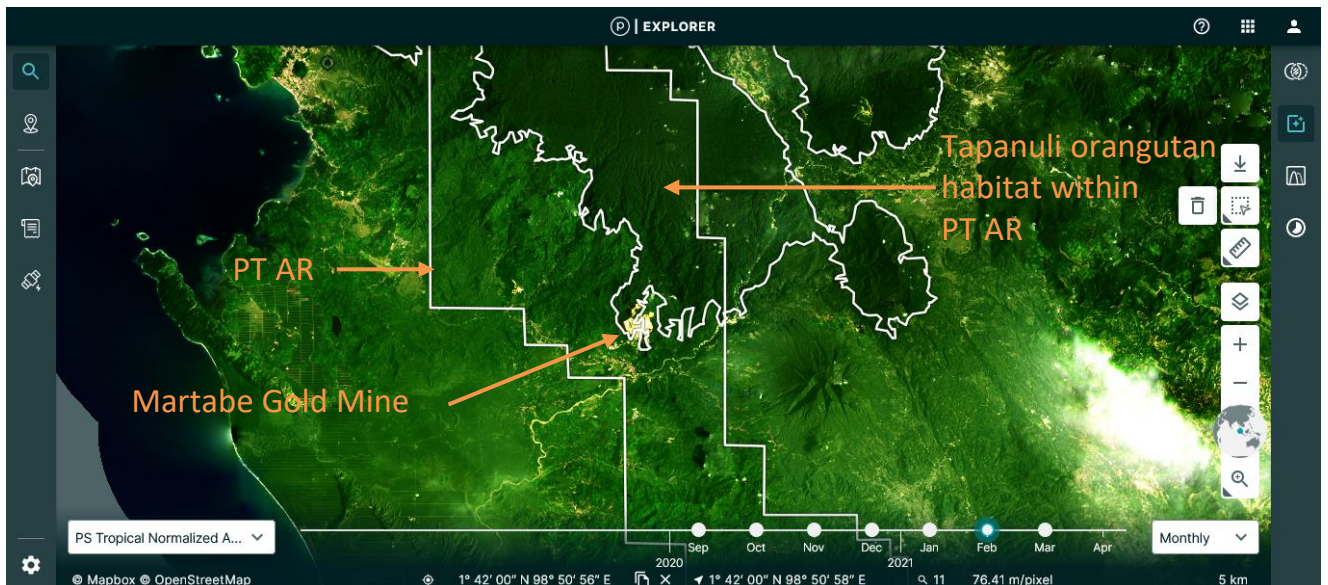 p | EXPLORER
Tapanuli orangutan
habitat within
PT AR
PT AR
Martabe Gold Mine
PS Tropical Normalized A...
Sep Oct Nov Dec Jan Feb Mar Apr
2020 2021
Monthly
© Mapbox © OpenStreetMap 1° 42' 00" N 98° 50' 56" E 1° 42' 00" N 98° 50' 58" E 11 76.41 m/pixel 5 km